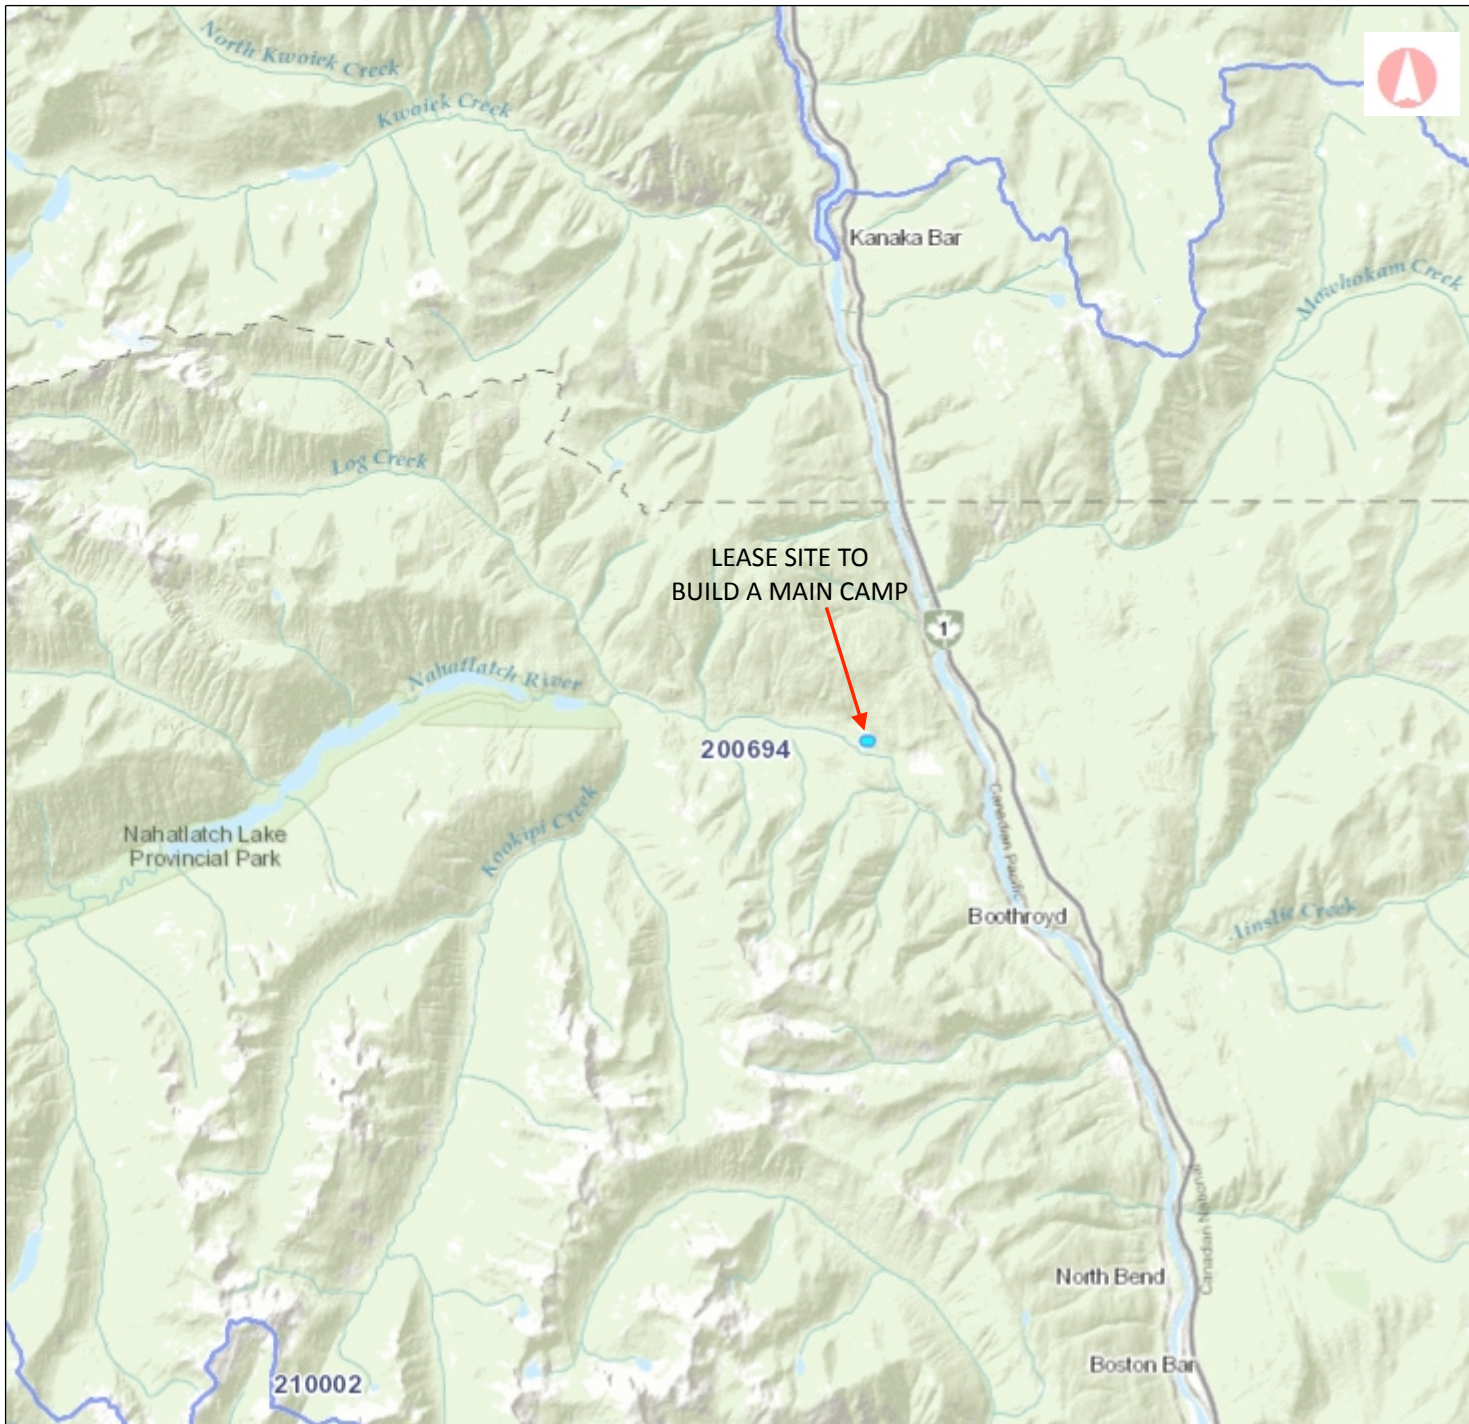 North Kwoiek Creek
Kwoiek Creek
Kanaka Bar
Mowhokam Creek
Log Creek
LEASE SITE TO
BUILD A MAIN CAMP
1
Nahatlatch River
200694
Canadian Pacific
Kookipi Creek
Nahatlatch Lake
Provincial Park
Boothroyd
Ainslie Creek
Canadian National
North Bend
Boston Bar
210002